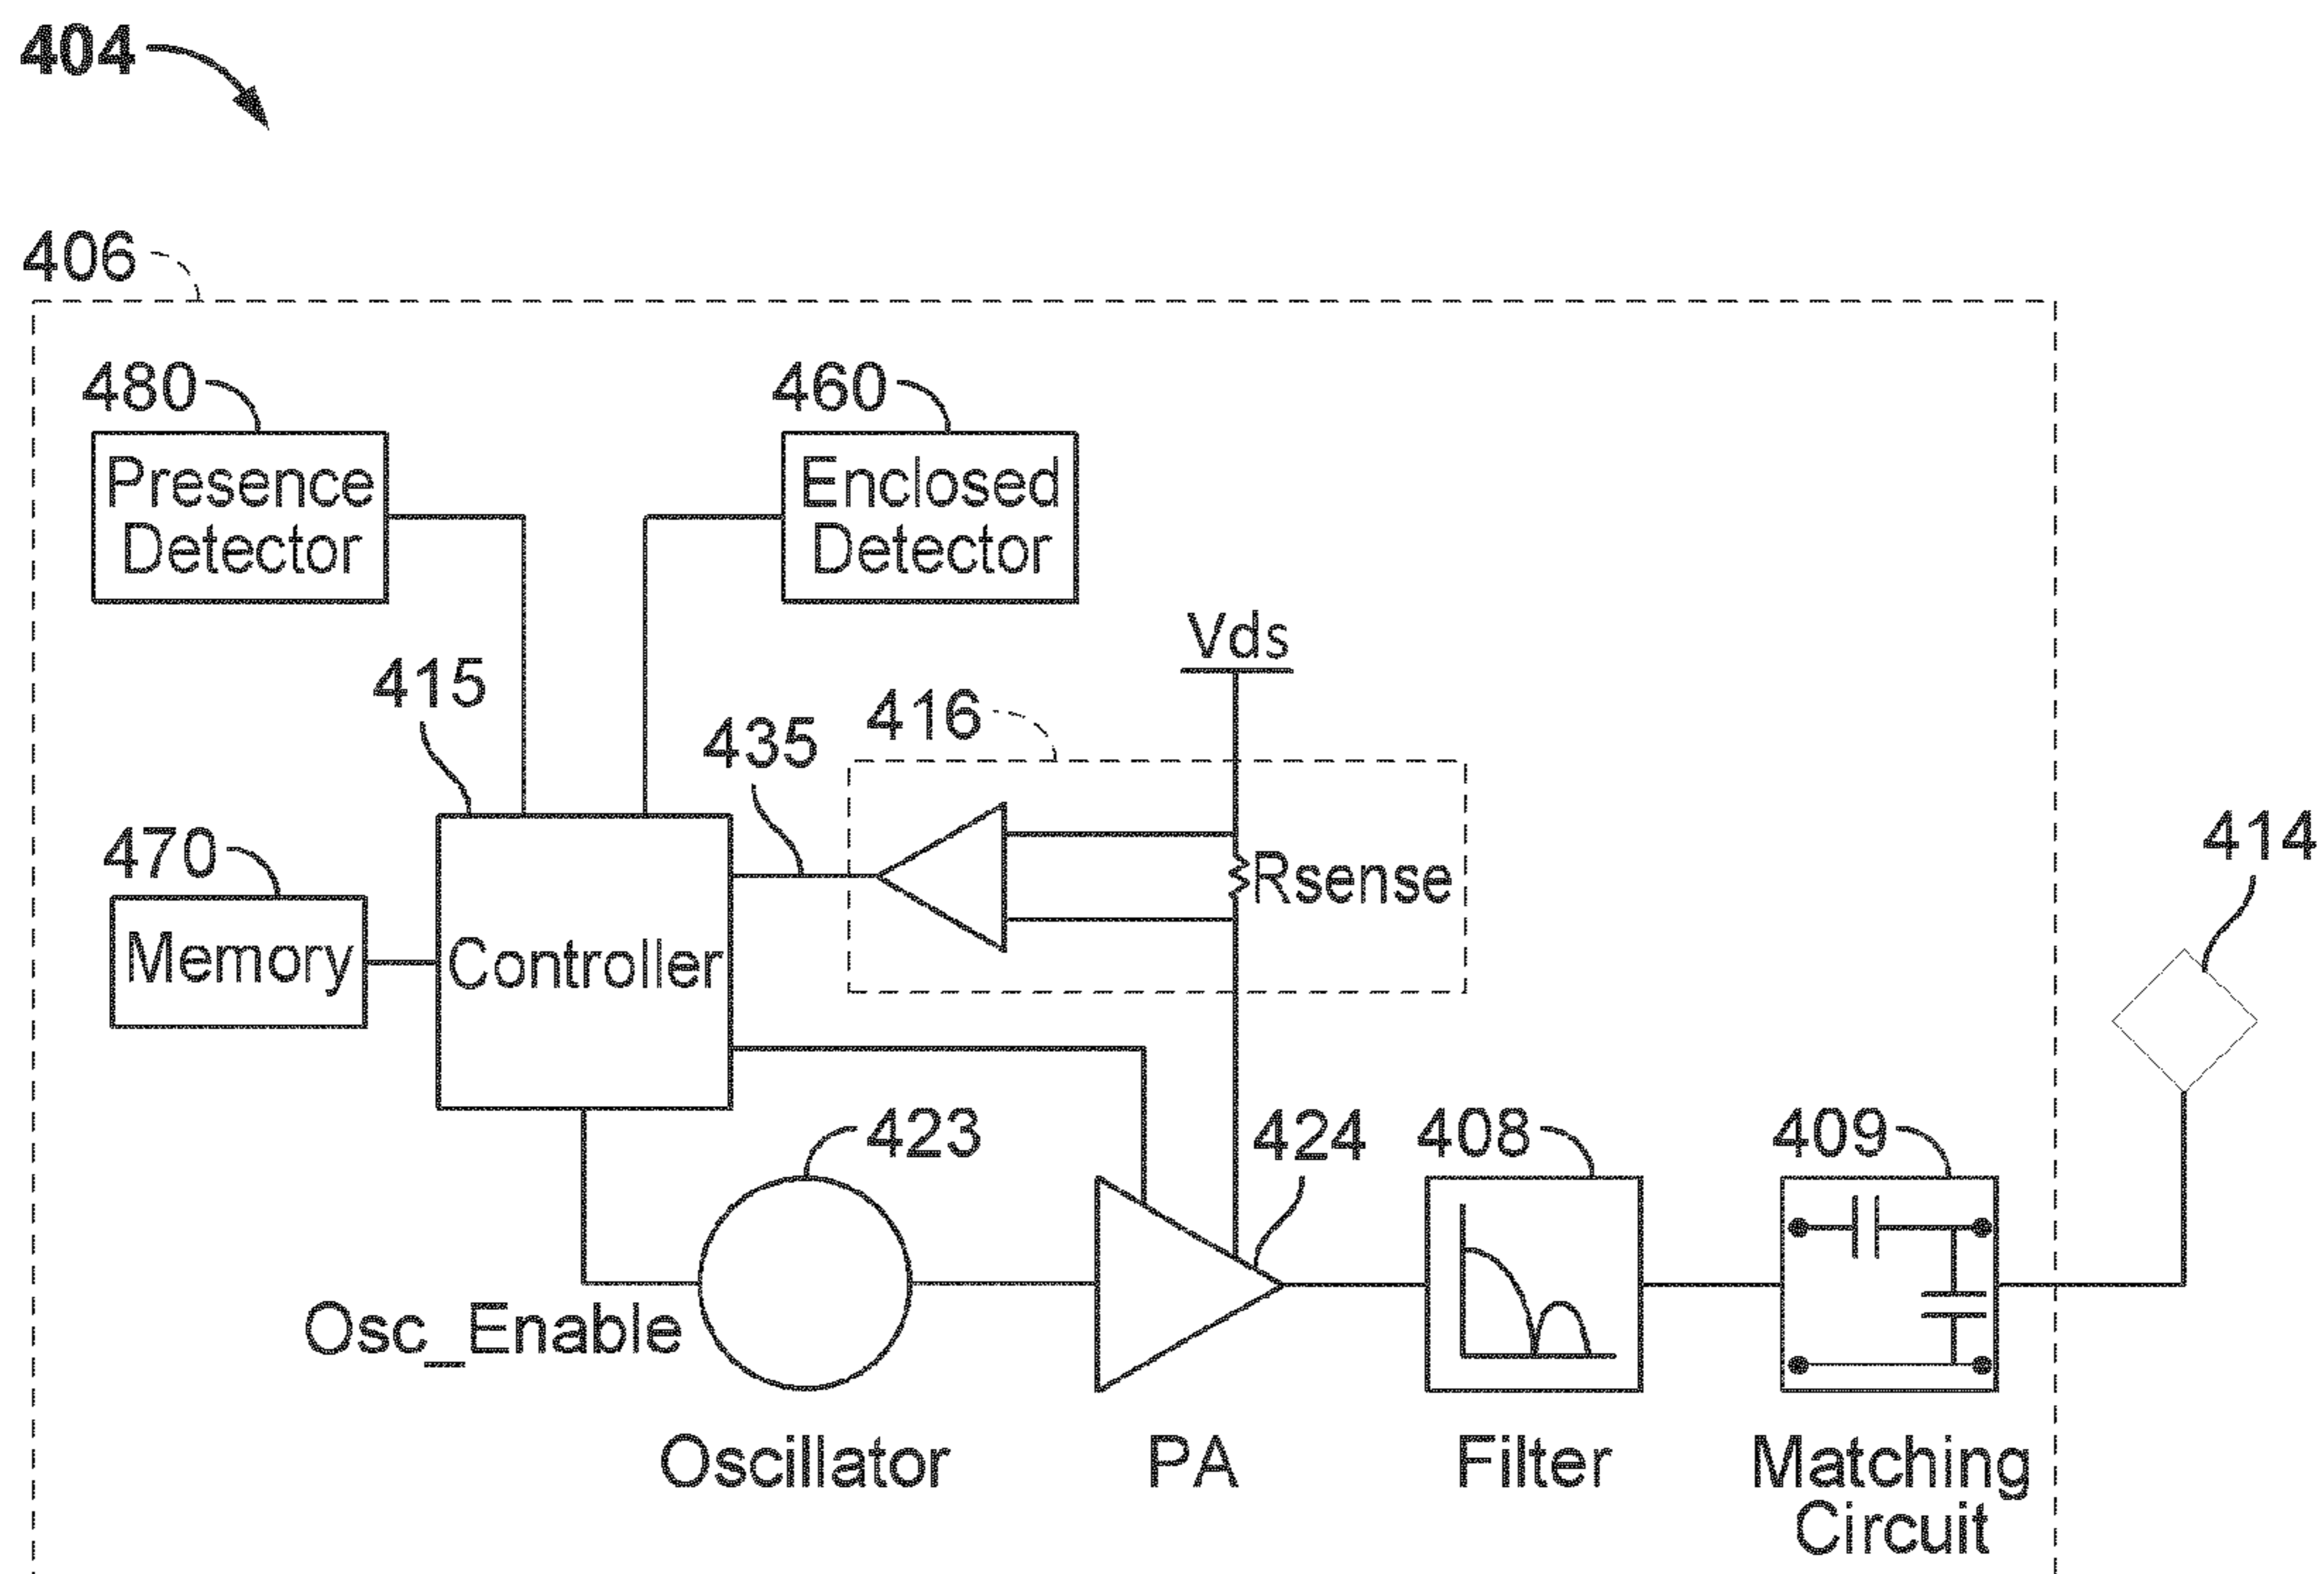 404
406
480
460
Presence
Detector
Enclosed
Detector
Vds
415
416
435
470
414
Rsense
Memory
Controller
423
424
408
409
Osc_Enable
Oscillator
PA
Filter
Matching
Circuit